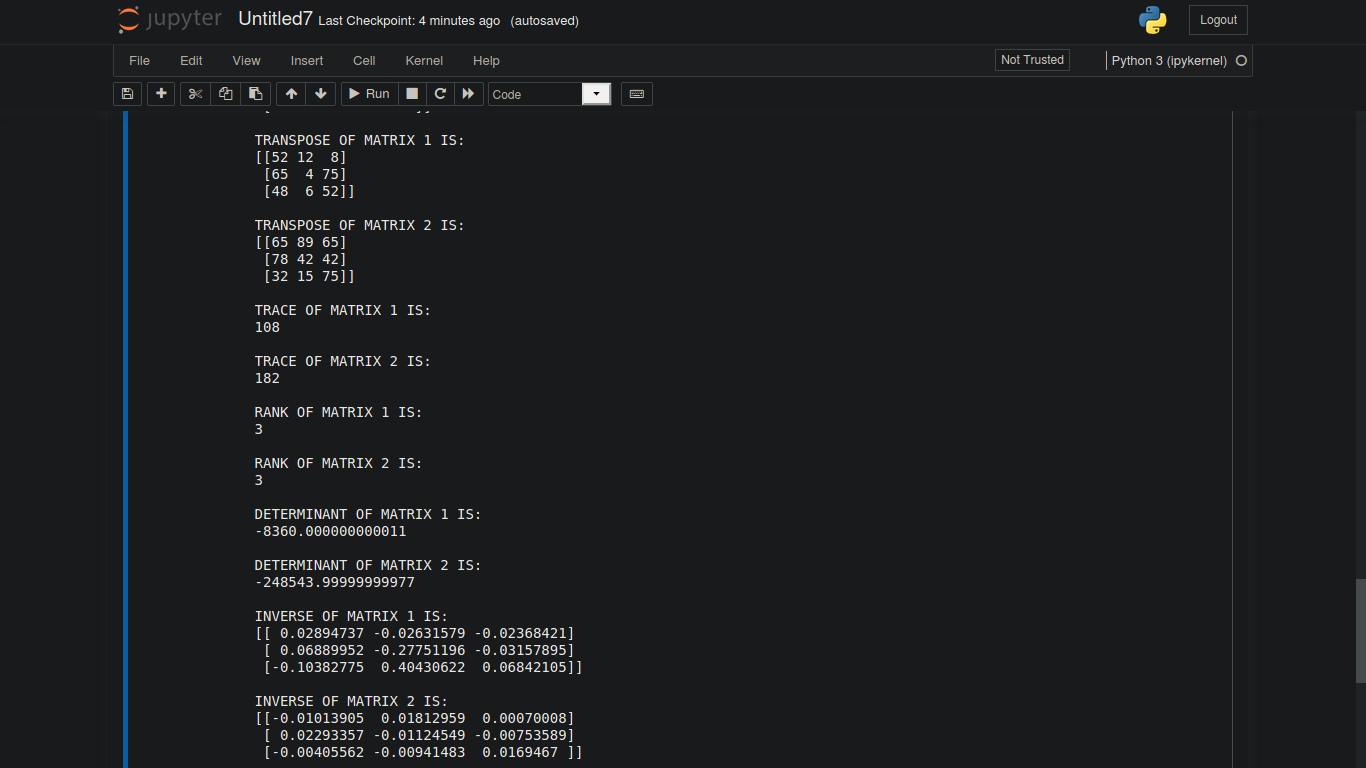 jupyter Untitled7 Last Checkpoint: 4 minutes ago (autosaved) Logout
File Edit View Insert Cell Kernel Help Not Trusted Python 3 (ipykernel)
Run Code
TRANSPOSE OF MATRIX 1 IS:
[[52 12  8]
 [65  4 75]
 [48  6 52]]
TRANSPOSE OF MATRIX 2 IS:
[[65 89 65]
 [78 42 42]
 [32 15 75]]
TRACE OF MATRIX 1 IS:
108
TRACE OF MATRIX 2 IS:
182
RANK OF MATRIX 1 IS:
3
RANK OF MATRIX 2 IS:
3
DETERMINANT OF MATRIX 1 IS:
-8360.000000000011
DETERMINANT OF MATRIX 2 IS:
-248543.99999999977
INVERSE OF MATRIX 1 IS:
[[ 0.02894737 -0.02631579 -0.02368421]
 [ 0.06889952 -0.27751196 -0.03157895]
 [-0.10382775  0.40430622  0.06842105]]
INVERSE OF MATRIX 2 IS:
[[-0.01013905  0.01812959  0.00070008]
 [ 0.02293357 -0.01124549 -0.00753589]
 [-0.00405562 -0.00941483  0.0169467 ]]